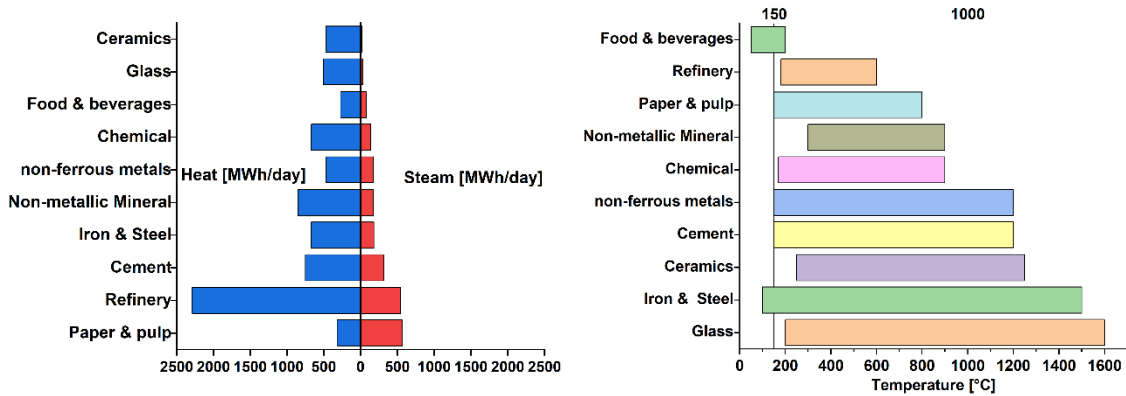 Ceramics
Glass
Food & beverages
Chemical
non-ferrous metals
Heat [MWh/day]
Steam [MWh/day]
Non-metallic Mineral
Iron & Steel
Cement
Refinery
Paper & pulp
2500 2000 1500 1000 500 0 500 1000 1500 2000 2500
150 1000
Food & beverages
Refinery
Paper & pulp
Non-metallic Mineral
Chemical
non-ferrous metals
Cement
Ceramics
Iron & Steel
Glass
0 200 400 600 800 1000 1200 1400 1600
Temperature [°C]